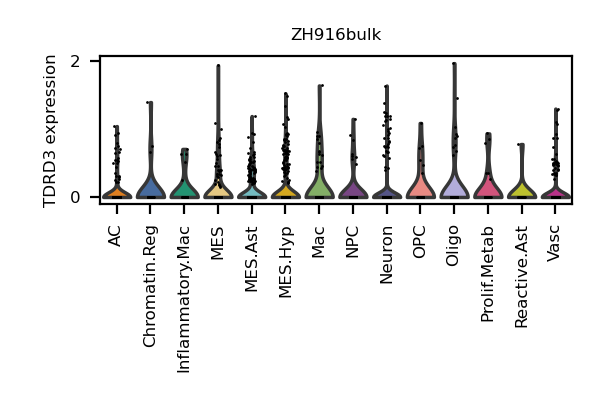 ZH916bulk
TDRD3 expression
2
0
AC
Chromatin.Reg
Inflammatory.Mac
MES
MES.Ast
MES.Hyp
Mac
NPC
Neuron
OPC
Oligo
Prolif.Metab
Reactive.Ast
Vasc